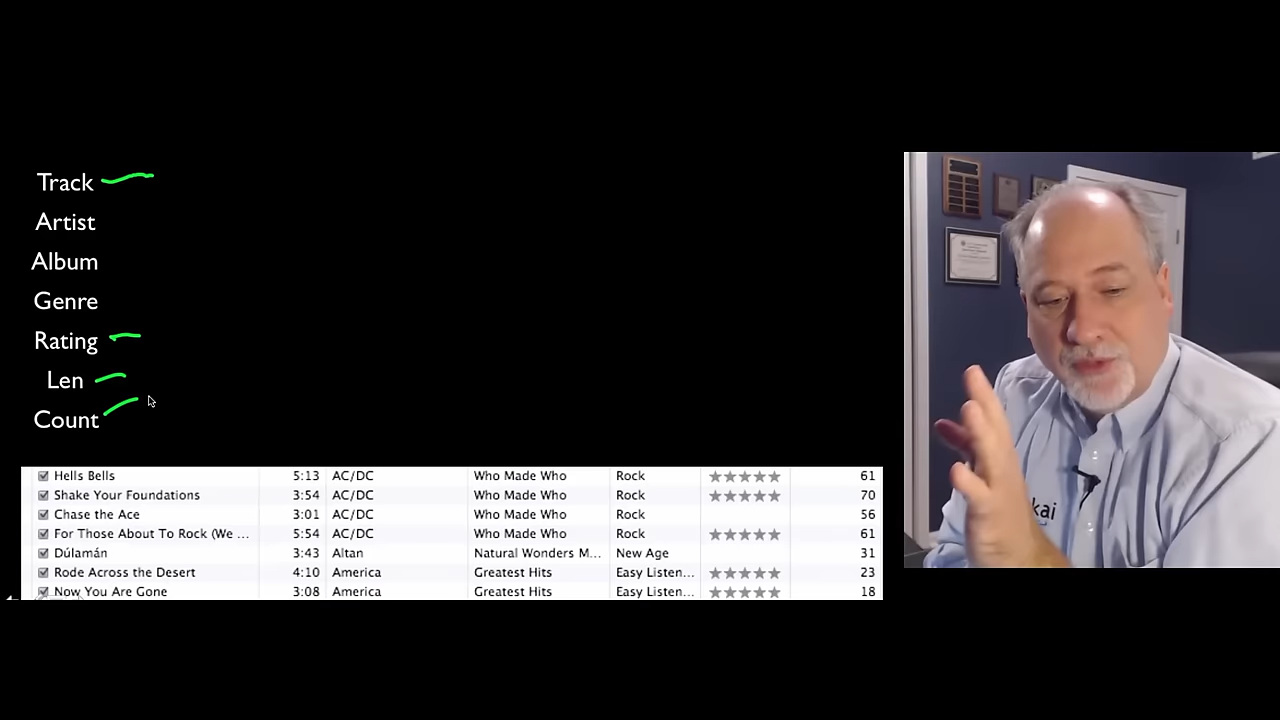 Track
Artist
Album
Genre
Rating
Len
Count
Hells Bells 5:13 AC/DC Who Made Who Rock ★★★★★ 61
Shake Your Foundations 3:54 AC/DC Who Made Who Rock ★★★★★ 70
Chase the Ace 3:01 AC/DC Who Made Who Rock 56
For Those About To Rock (We ... 5:54 AC/DC Who Made Who Rock ★★★★★ 61
Dúlamán 3:43 Altan Natural Wonders M... New Age 31
Rode Across the Desert 4:10 America Greatest Hits Easy Listen... ★★★★★ 23
Now You Are Gone 3:08 America Greatest Hits Easy Listen... ★★★★★ 18
kai